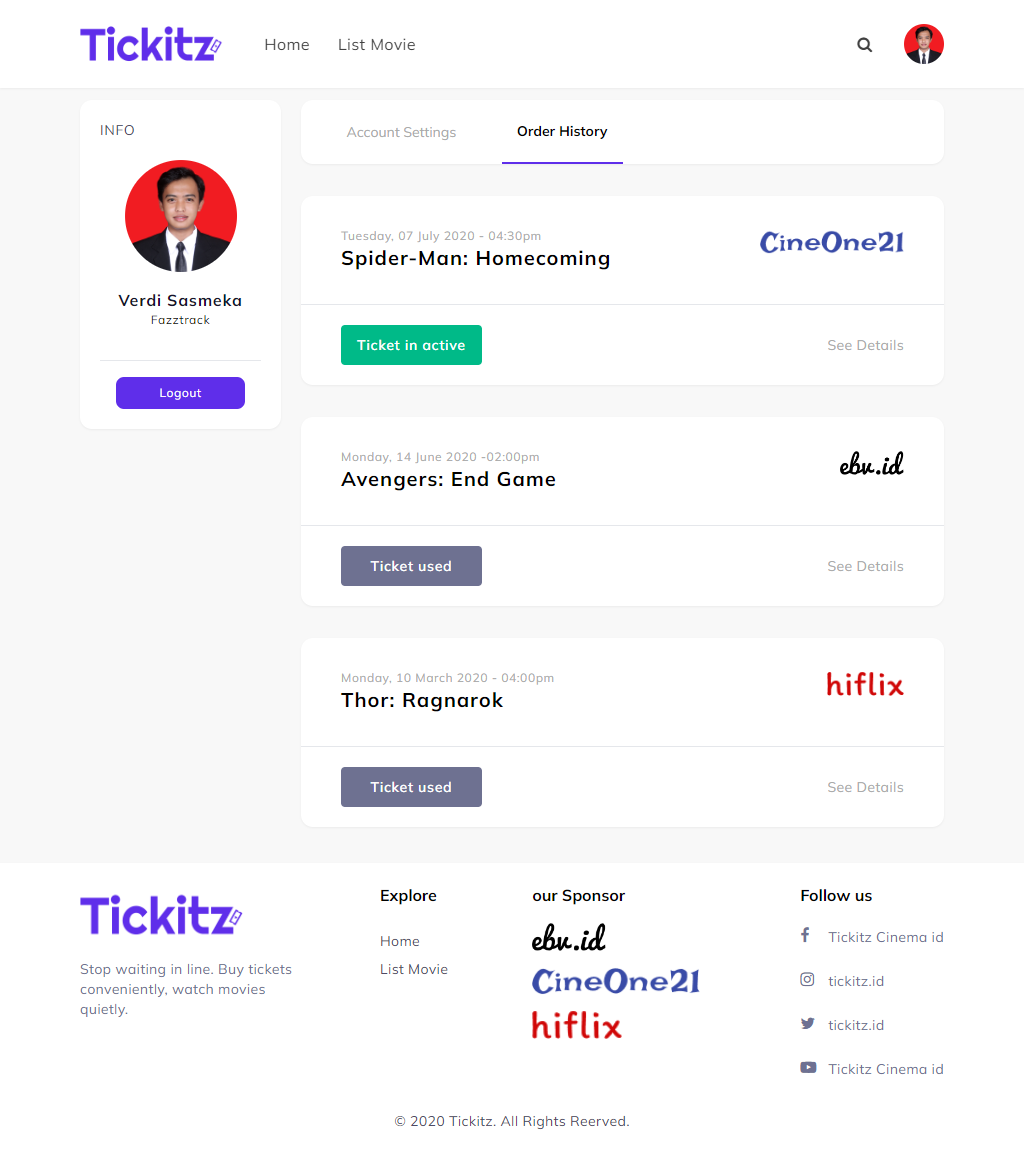 Tickitz
Home
List Movie
INFO
Verdi Sasmeka
Fazztrack
Logout
Account Settings
Order History
Tuesday, 07 July 2020 - 04:30pm
Spider-Man: Homecoming
CineOne21
Ticket in active
See Details
Monday, 14 June 2020 -02:00pm
Avengers: End Game
ebv.id
Ticket used
See Details
Monday, 10 March 2020 - 04:00pm
Thor: Ragnarok
hiflix
Ticket used
See Details
Tickitz
Stop waiting in line. Buy tickets
conveniently, watch movies
quietly.
Explore
Home
List Movie
our Sponsor
ebv.id
CineOne21
hiflix
Follow us
Tickitz Cinema id
tickitz.id
tickitz.id
Tickitz Cinema id
© 2020 Tickitz. All Rights Reerved.